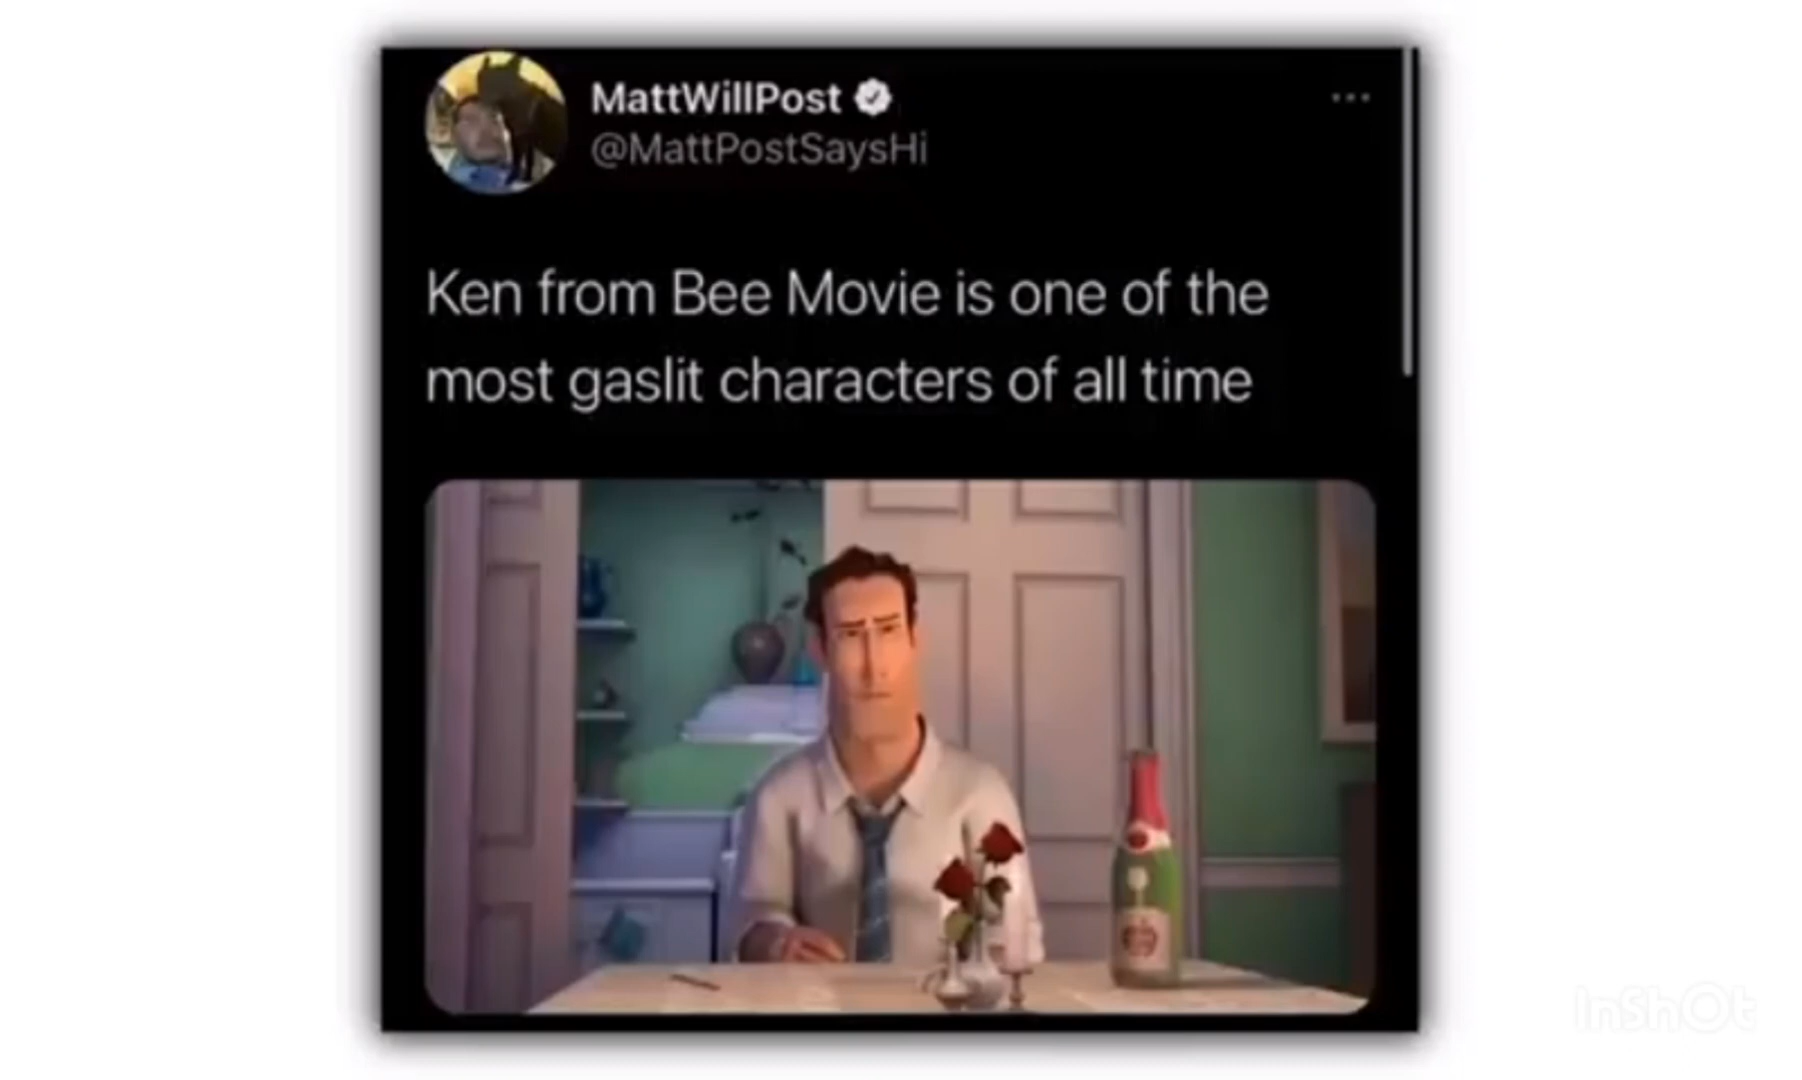 MattWillPost
@MattPostSaysHi
Ken from Bee Movie is one of the
most gaslit characters of all time
InShOt